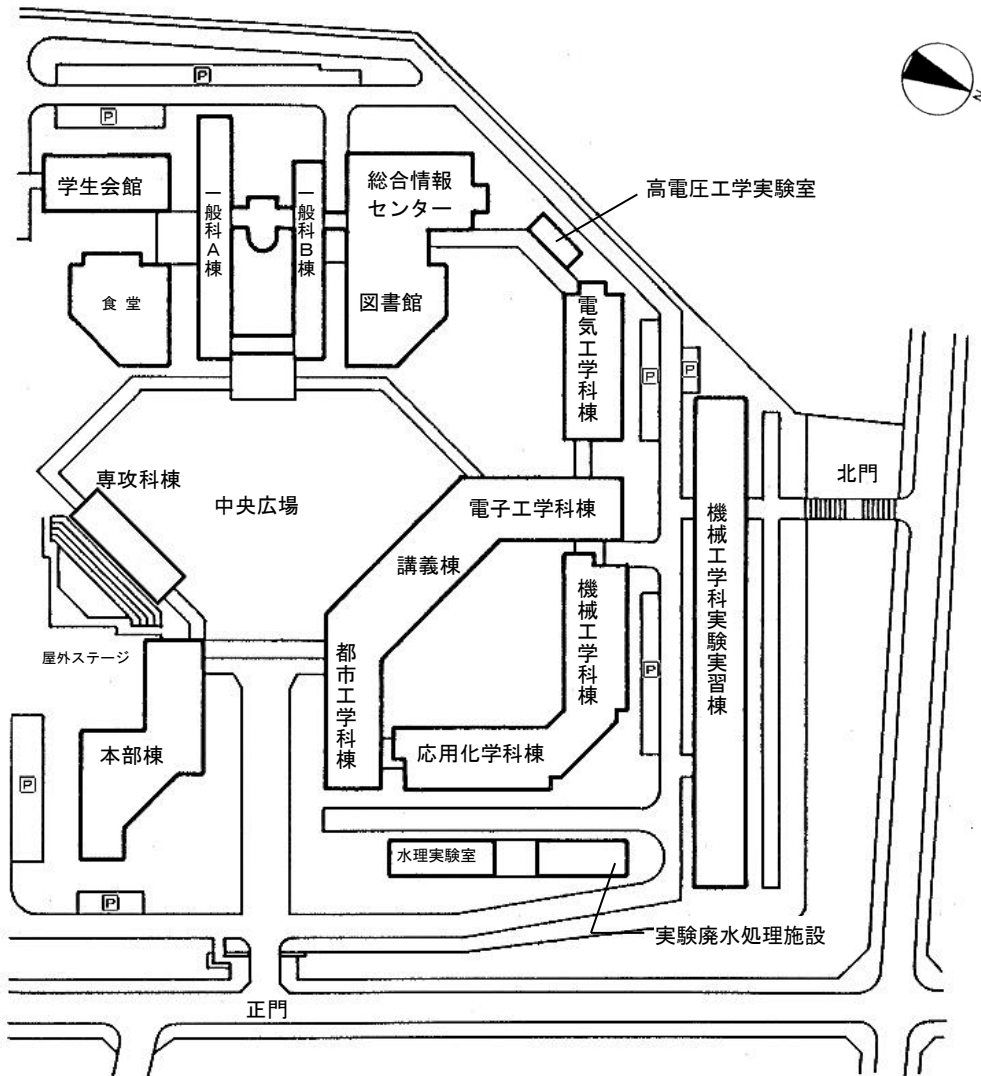 P
P
N
学生会館
一般科A棟
一般科B棟
総合情報
センター
高電圧工学実験室
食堂
図書館
電気工学科棟
P
P
専攻科棟
中央広場
電子工学科棟
北門
講義棟
機械工学科棟
機械工学科実験実習棟
屋外ステージ
都市工学科棟
P
本部棟
応用化学科棟
P
水理実験室
P
実験廃水処理施設
正門